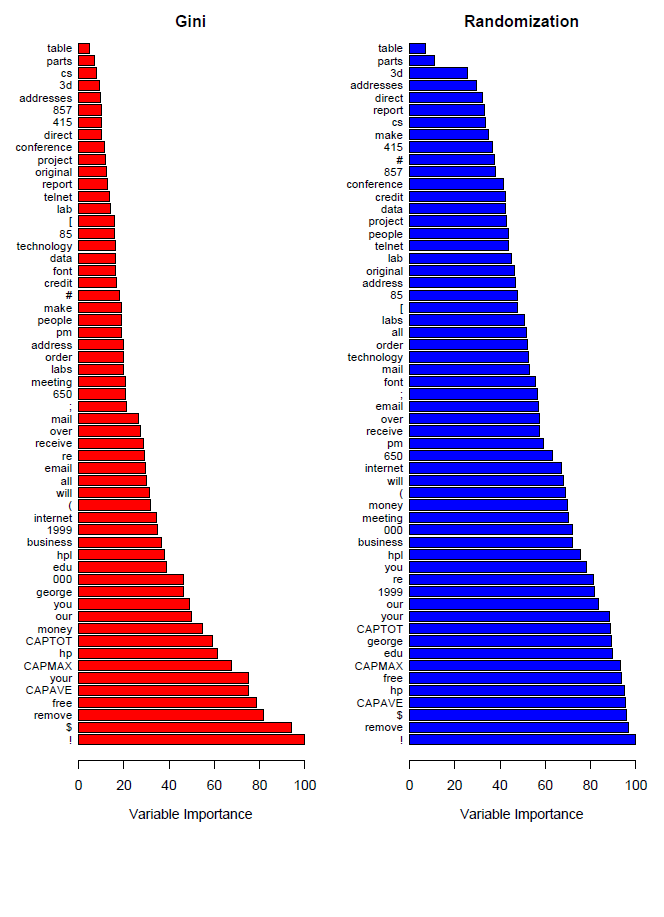 Gini
table
parts
cs
3d
addresses
857
415
direct
conference
project
original
report
telnet
lab
[
85
technology
data
font
credit
#
make
people
pm
address
order
labs
meeting
650
;
mail
over
receive
re
email
all
will
(
internet
1999
business
hpl
edu
000
george
you
our
money
CAPTOT
hp
CAPMAX
your
CAPAVE
free
remove
$
!
0 20 40 60 80 100
Variable Importance
Randomization
table
parts
3d
addresses
direct
report
cs
make
415
#
857
conference
credit
data
project
people
telnet
lab
original
address
85
[
labs
all
order
technology
mail
font
;
email
over
receive
pm
650
internet
will
(
money
meeting
000
business
hpl
you
re
1999
our
your
CAPTOT
george
edu
CAPMAX
free
hp
CAPAVE
$
remove
!
0 20 40 60 80 100
Variable Importance